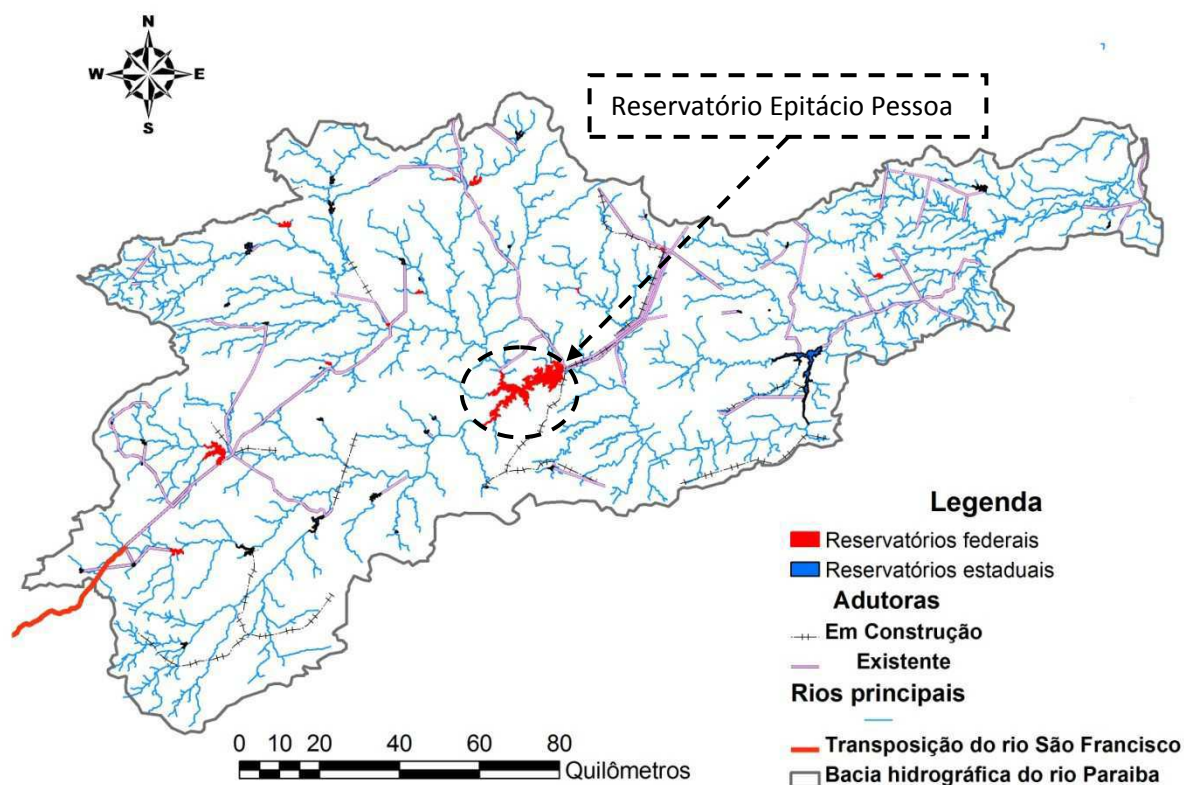 N
W E
S
Reservatório Epitácio Pessoa
Legenda
Reservatórios federais
Reservatórios estaduais
Adutoras
Em Construção
Existente
Rios principais
Transposição do rio São Francisco
Bacia hidrográfica do rio Paraiba
0 10 20 40 60 80
Quilômetros